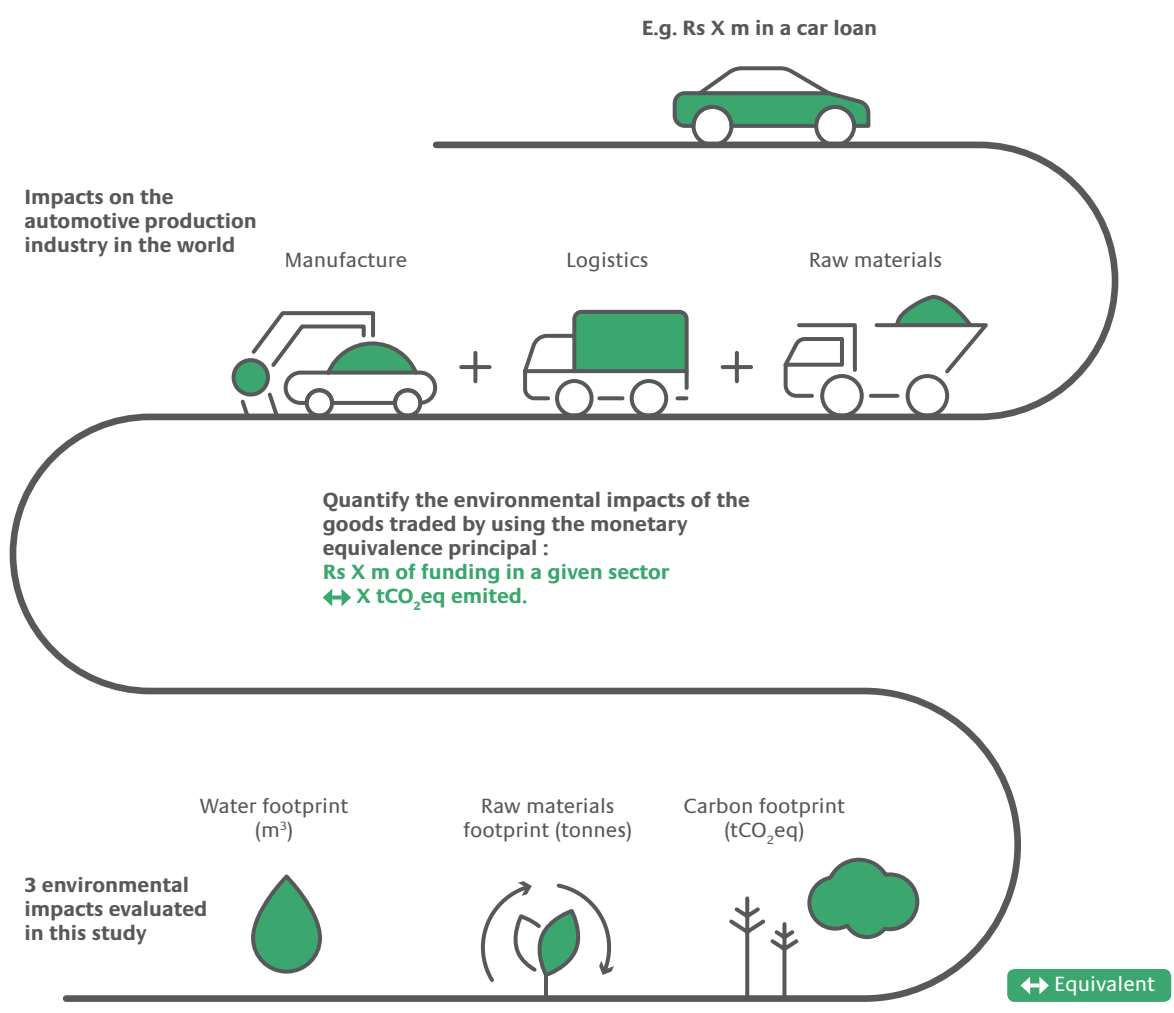 E.g. Rs X m in a car loan
Impacts on the
automotive production
industry in the world
Manufacture
Logistics
Raw materials
Quantify the environmental impacts of the
goods traded by using the monetary
equivalence principal :
Rs X m of funding in a given sector
↔ X tCO₂eq emited.
Water footprint
(m³)
Raw materials
footprint (tonnes)
Carbon footprint
(tCO₂eq)
3 environmental
impacts evaluated
in this study
↔ Equivalent